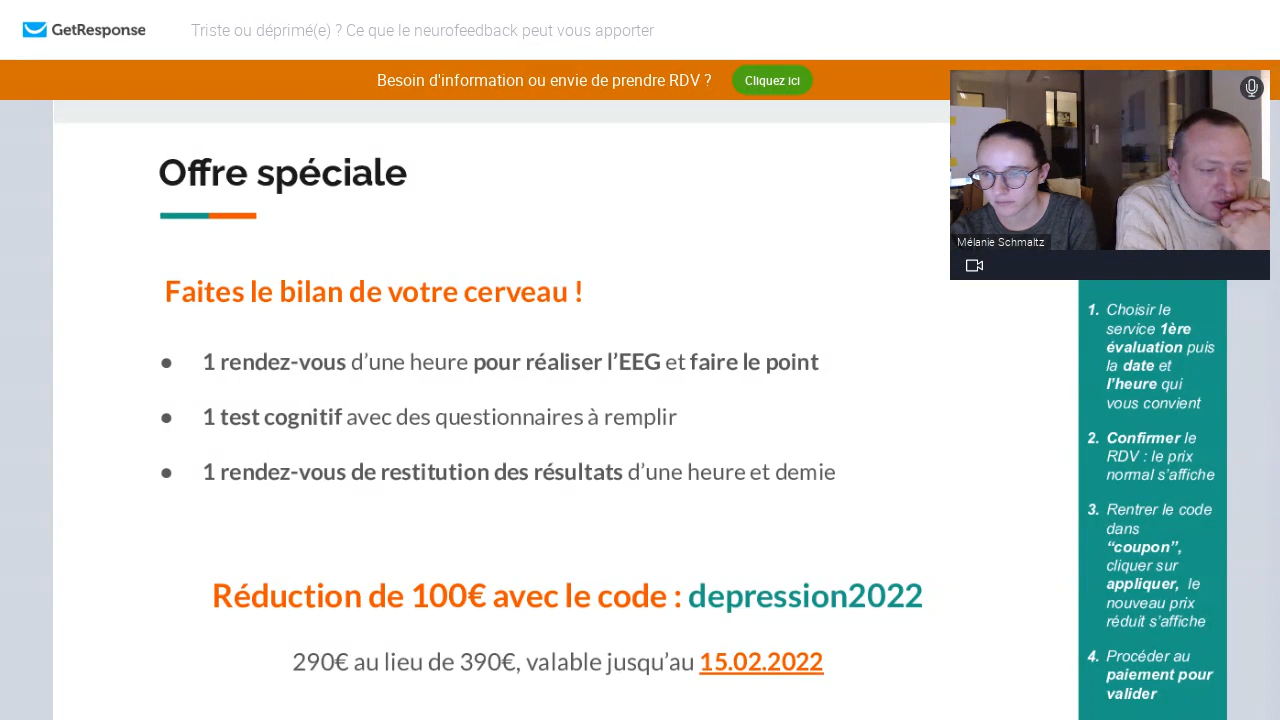 GetResponse
Triste ou déprimé(e) ? Ce que le neurofeedback peut vous apporter
Besoin d'information ou envie de prendre RDV ?
Cliquez ici
Mélanie Schmaltz
Offre spéciale
Faites le bilan de votre cerveau !
● 1 rendez-vous d’une heure pour réaliser l’EEG et faire le point
● 1 test cognitif avec des questionnaires à remplir
● 1 rendez-vous de restitution des résultats d’une heure et demie
Réduction de 100€ avec le code : depression2022
290€ au lieu de 390€, valable jusqu’au 15.02.2022
1. Choisir le
service 1ère
évaluation puis
la date et
l’heure qui
vous convient
2. Confirmer le
RDV : le prix
normal s’affiche
3. Rentrer le code
dans
“coupon”,
cliquer sur
appliquer, le
nouveau prix
réduit s’affiche
4. Procéder au
paiement pour
valider